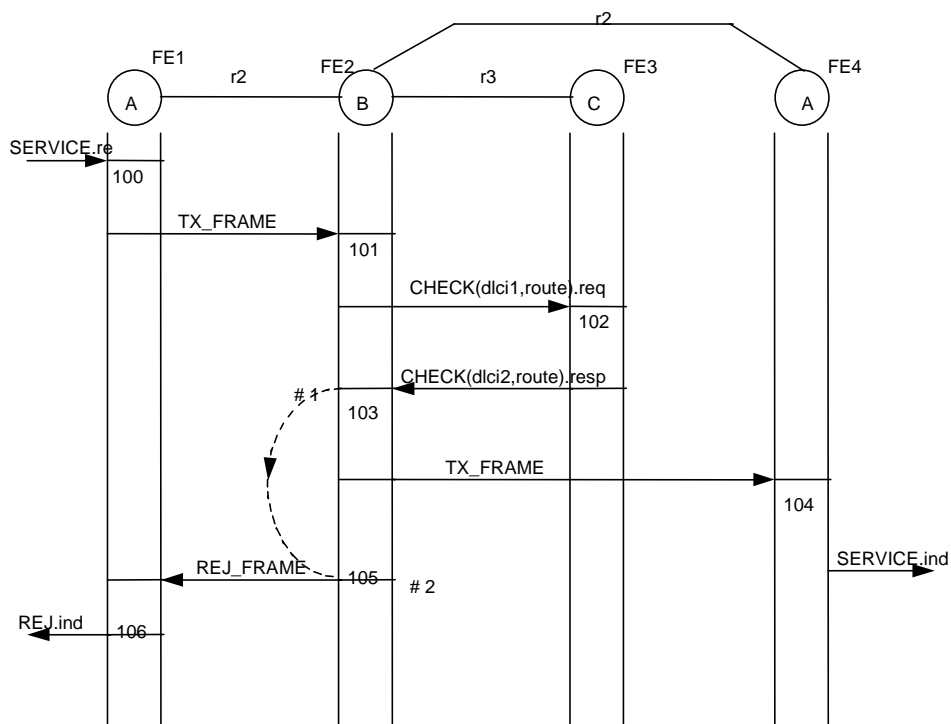 r2
FE1
FE2
FE3
FE4
r2
r3
A
B
C
A
SERVICE.re
100
TX_FRAME
101
CHECK(dlci1,route).req
102
CHECK(dlci2,route).resp
# 1
103
TX_FRAME
104
SERVICE.ind
REJ_FRAME
105
# 2
REJ.ind
106